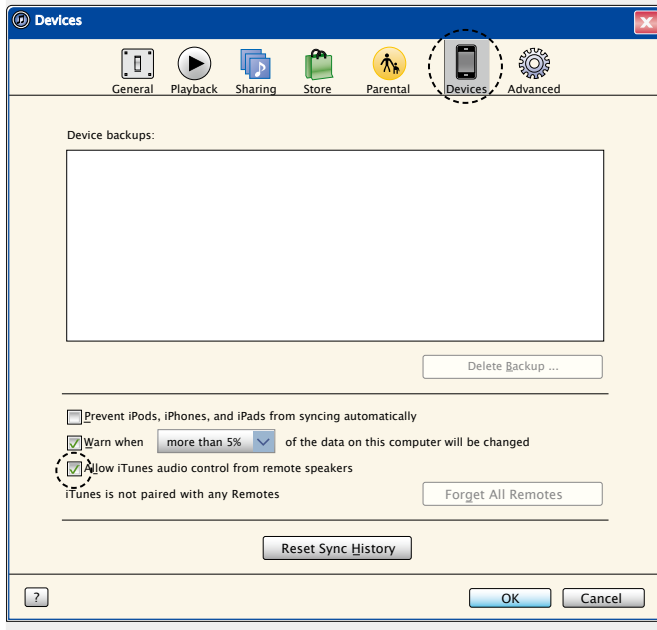 Devices
General Playback Sharing Store Parental Devices Advanced
Device backups:
Delete Backup ...
Prevent iPods, iPhones, and iPads from syncing automatically
Warn when more than 5% of the data on this computer will be changed
Allow iTunes audio control from remote speakers
iTunes is not paired with any Remotes Forget All Remotes
Reset Sync History
? OK Cancel